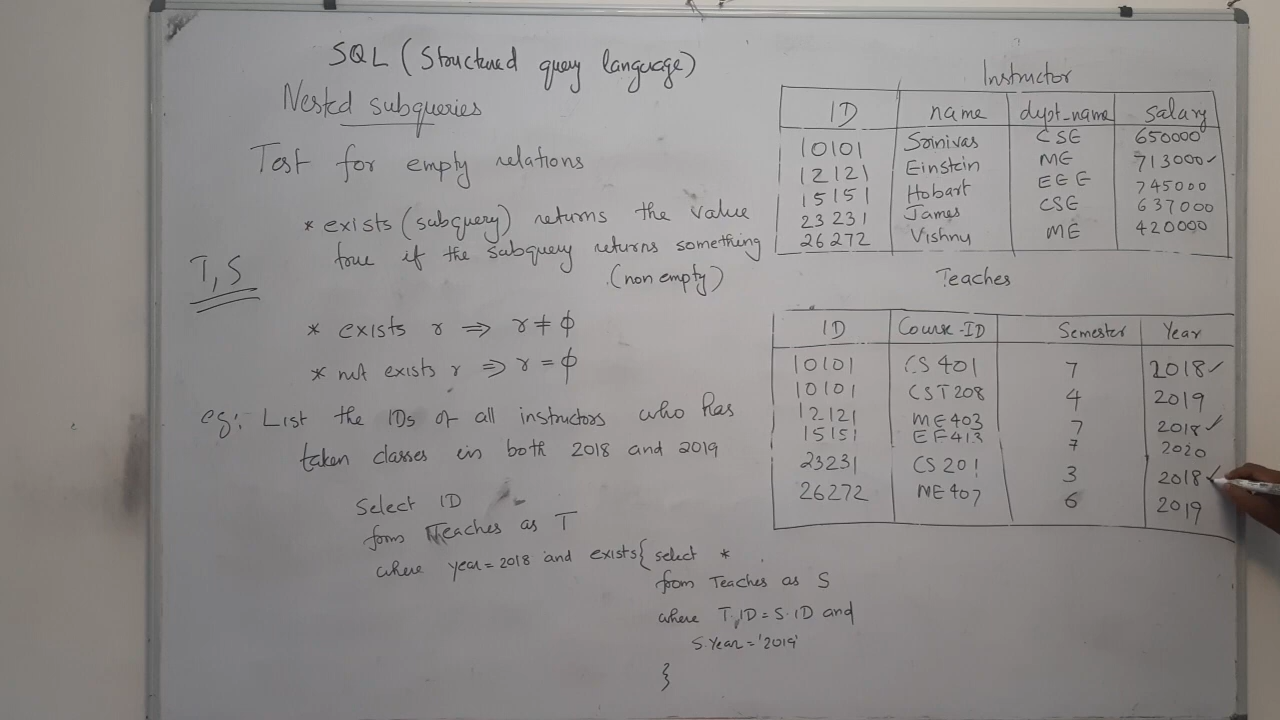 SQL (Structured query language)
Nested subqueries
Test for empty relations
* exists (subquery) returns the value
true if the subquery returns something
(non empty)
T, S
* exists r ⇒ r ≠ ϕ
* not exists r ⇒ r = ϕ
eg: List the IDs of all instructors who has
taken classes in both 2018 and 2019
Select ID
from Teaches as T
where year = 2018 and exists { select *
from Teaches as S
where T.ID = S.ID and
S.Year = '2019'
}
Instructor
ID name dept_name salary
10101 Srinivas CSE 650000
12121 Einstein ME 713000 ✓
15151 Hobart EEE 745000
23231 James CSE 637000
26272 Vishnu ME 420000
Teaches
ID Course-ID Semester Year
10101 CS401 7 2018 ✓
10101 CST208 4 2019
12121 ME403 7 2018 ✓
15151 EE413 7 2020
23231 CS201 3 2018 ✓
26272 ME407 6 2019